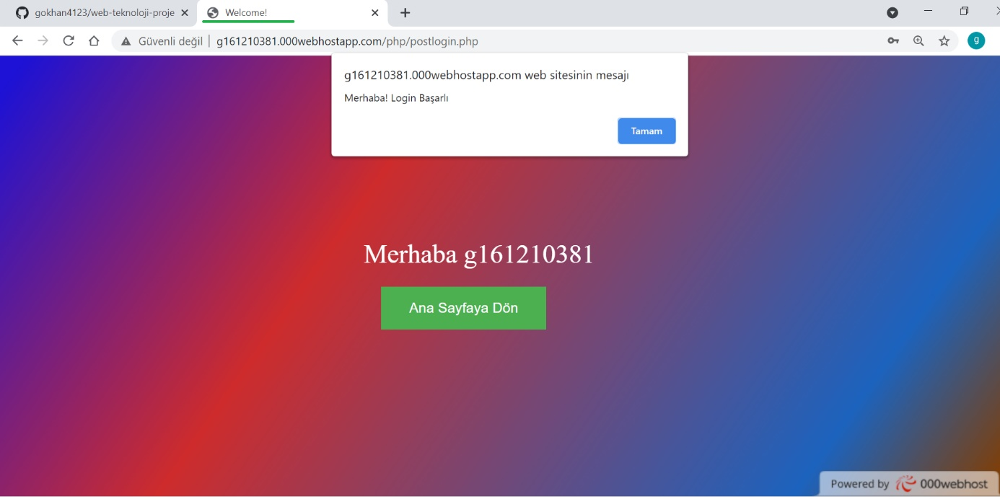 gokhan4123/web-teknoloji-proje
Welcome!
Güvenli değil
g161210381.000webhostapp.com/php/postlogin.php
g
g161210381.000webhostapp.com web sitesinin mesajı
Merhaba! Login Başarlı
Tamam
Merhaba g161210381
Ana Sayfaya Dön
Powered by 000webhost